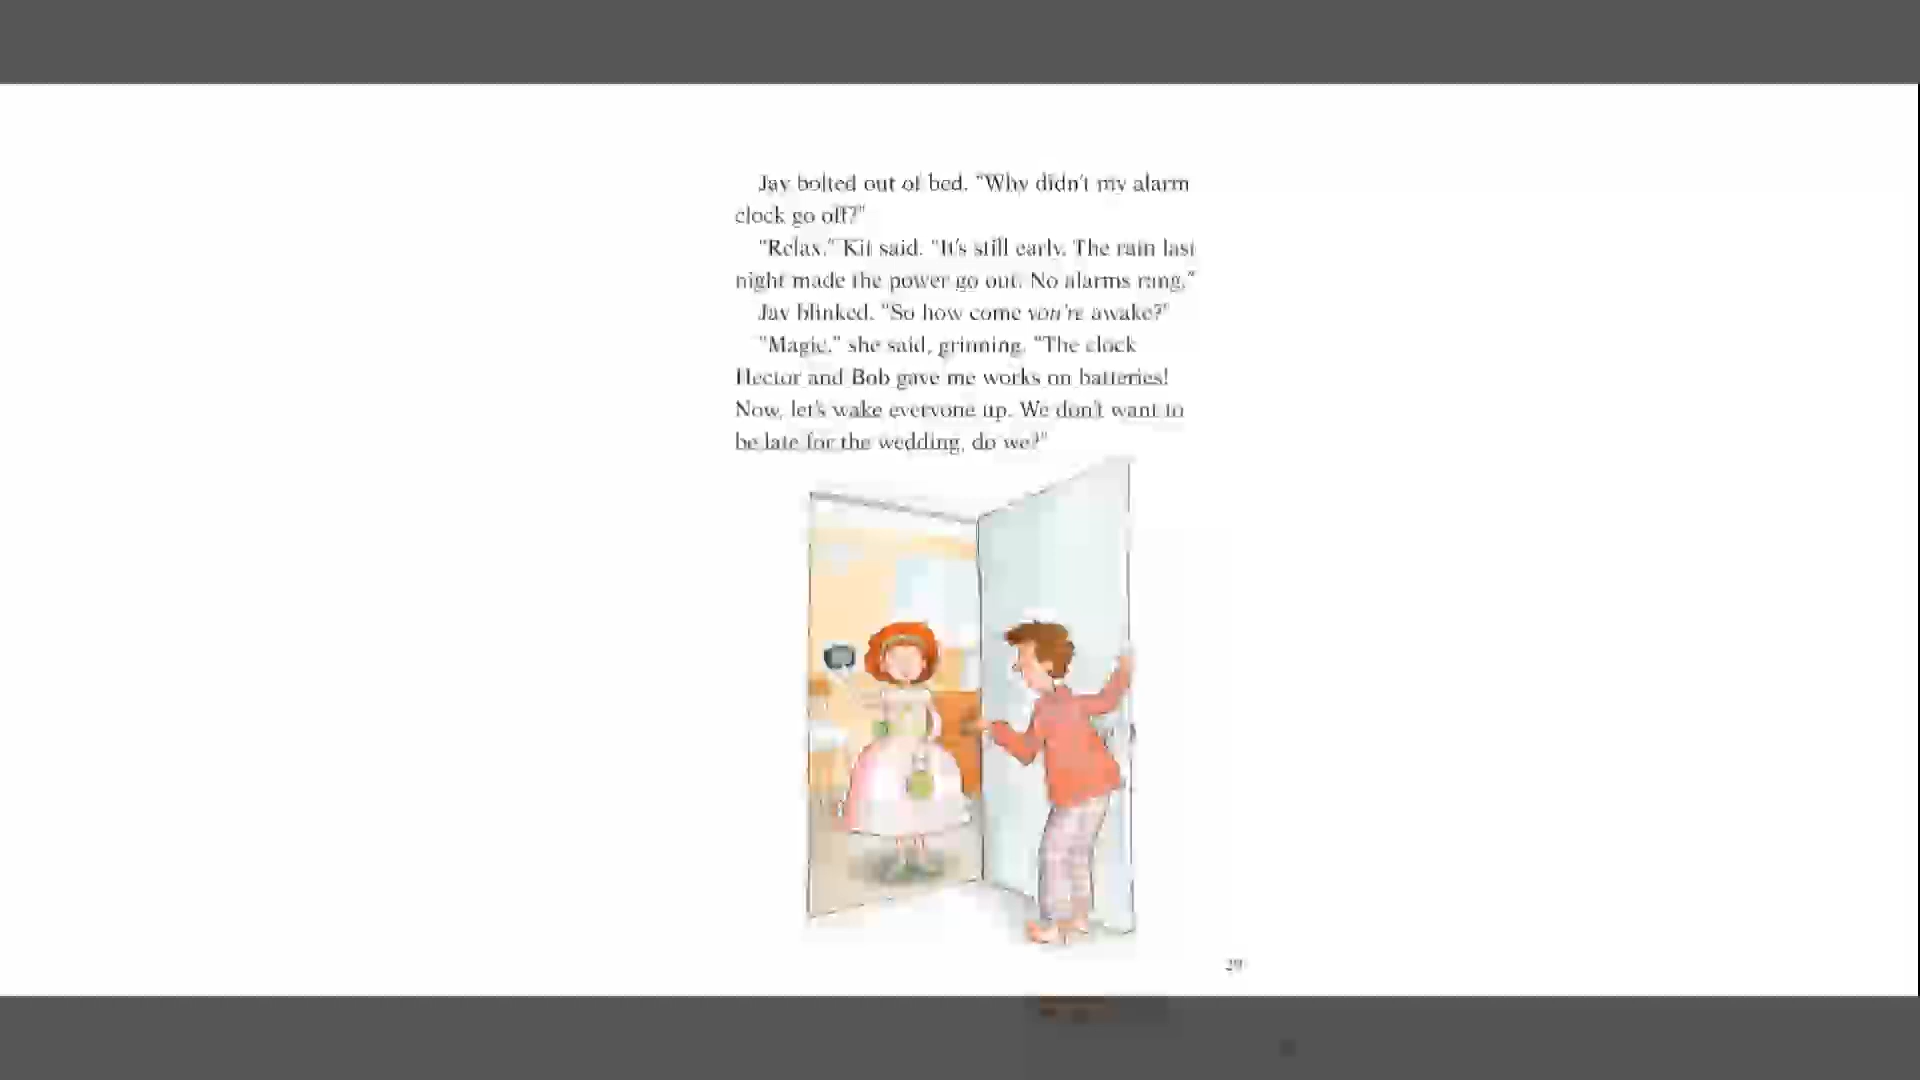 Jay bolted out of bed. "Why didn't my alarm
clock go off?"
"Relax," Kit said. "It's still early. The rain last
night made the power go out. No alarms rang."
Jay blinked. "So how come you're awake?"
"Magic," she said, grinning. "The clock
Hector and Bob gave me works on batteries!
Now, let's wake everyone up. We don't want to
be late for the wedding, do we?"
29